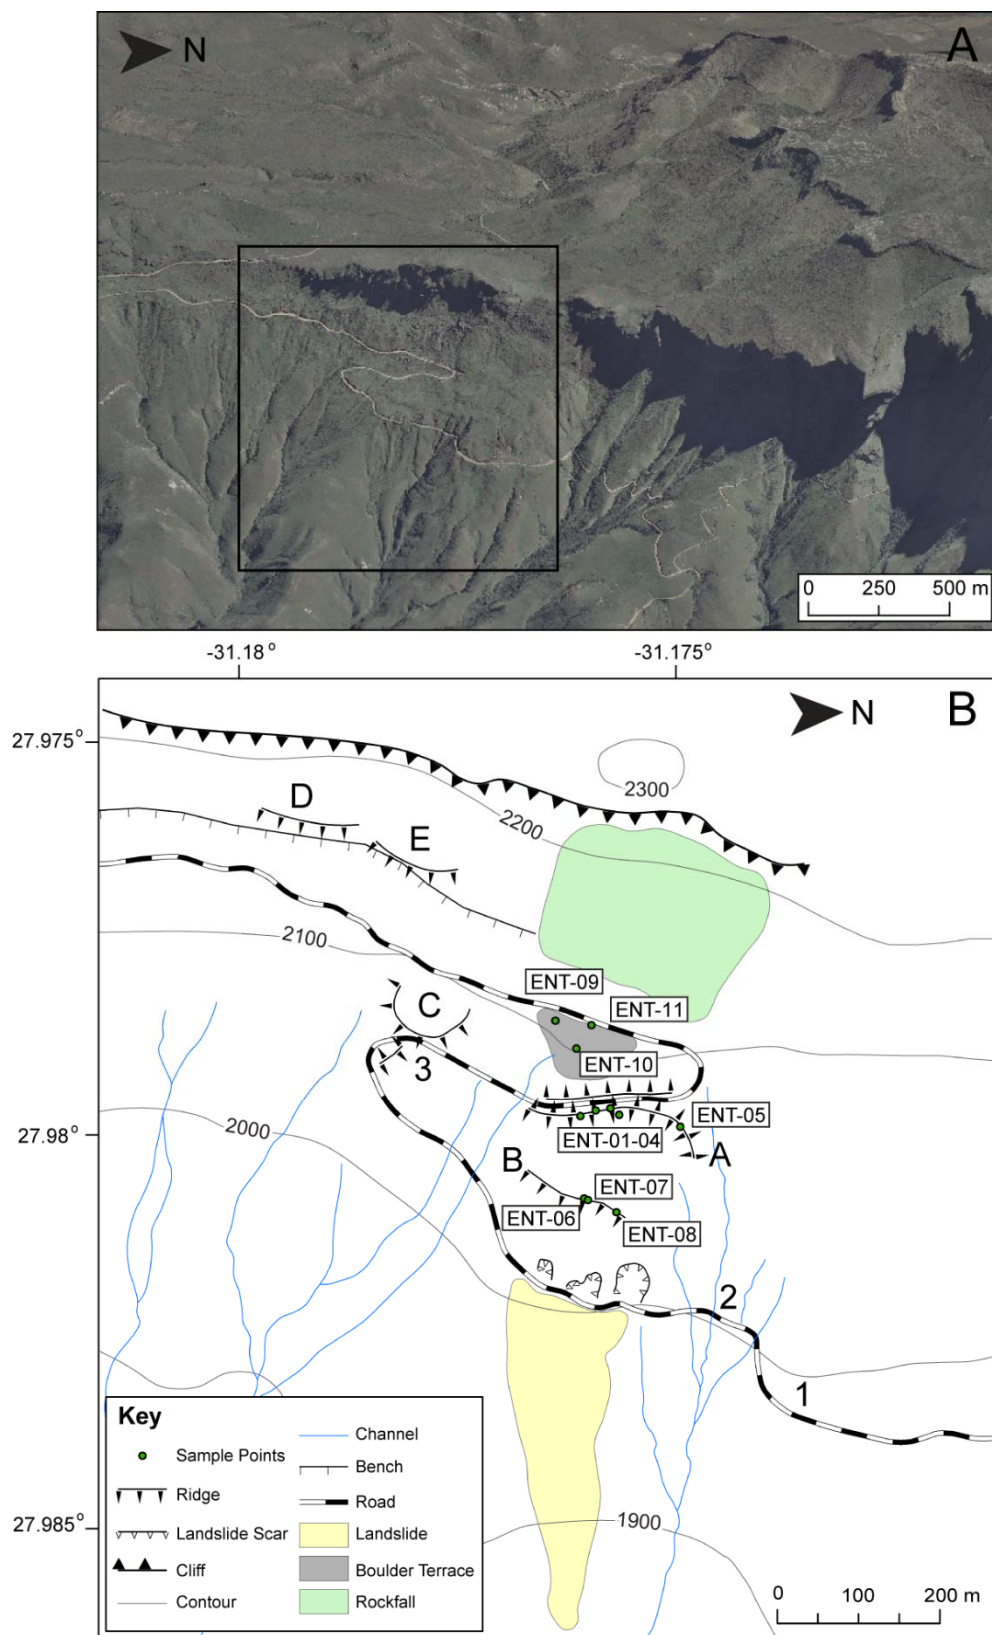 N
A
0 250 500 m
-31.18 °
-31.175°
N
B
27.975°
2300
D
2200
E
2100
ENT-09
ENT-11
C
ENT-10
3
27.98°
ENT-05
ENT-01-04
A
2000
B
ENT-07
ENT-06
ENT-08
2
1
Key
Sample Points
Ridge
Landslide Scar
Cliff
Contour
Channel
Bench
Road
Landslide
Boulder Terrace
Rockfall
27.985°
1900
0 100 200 m